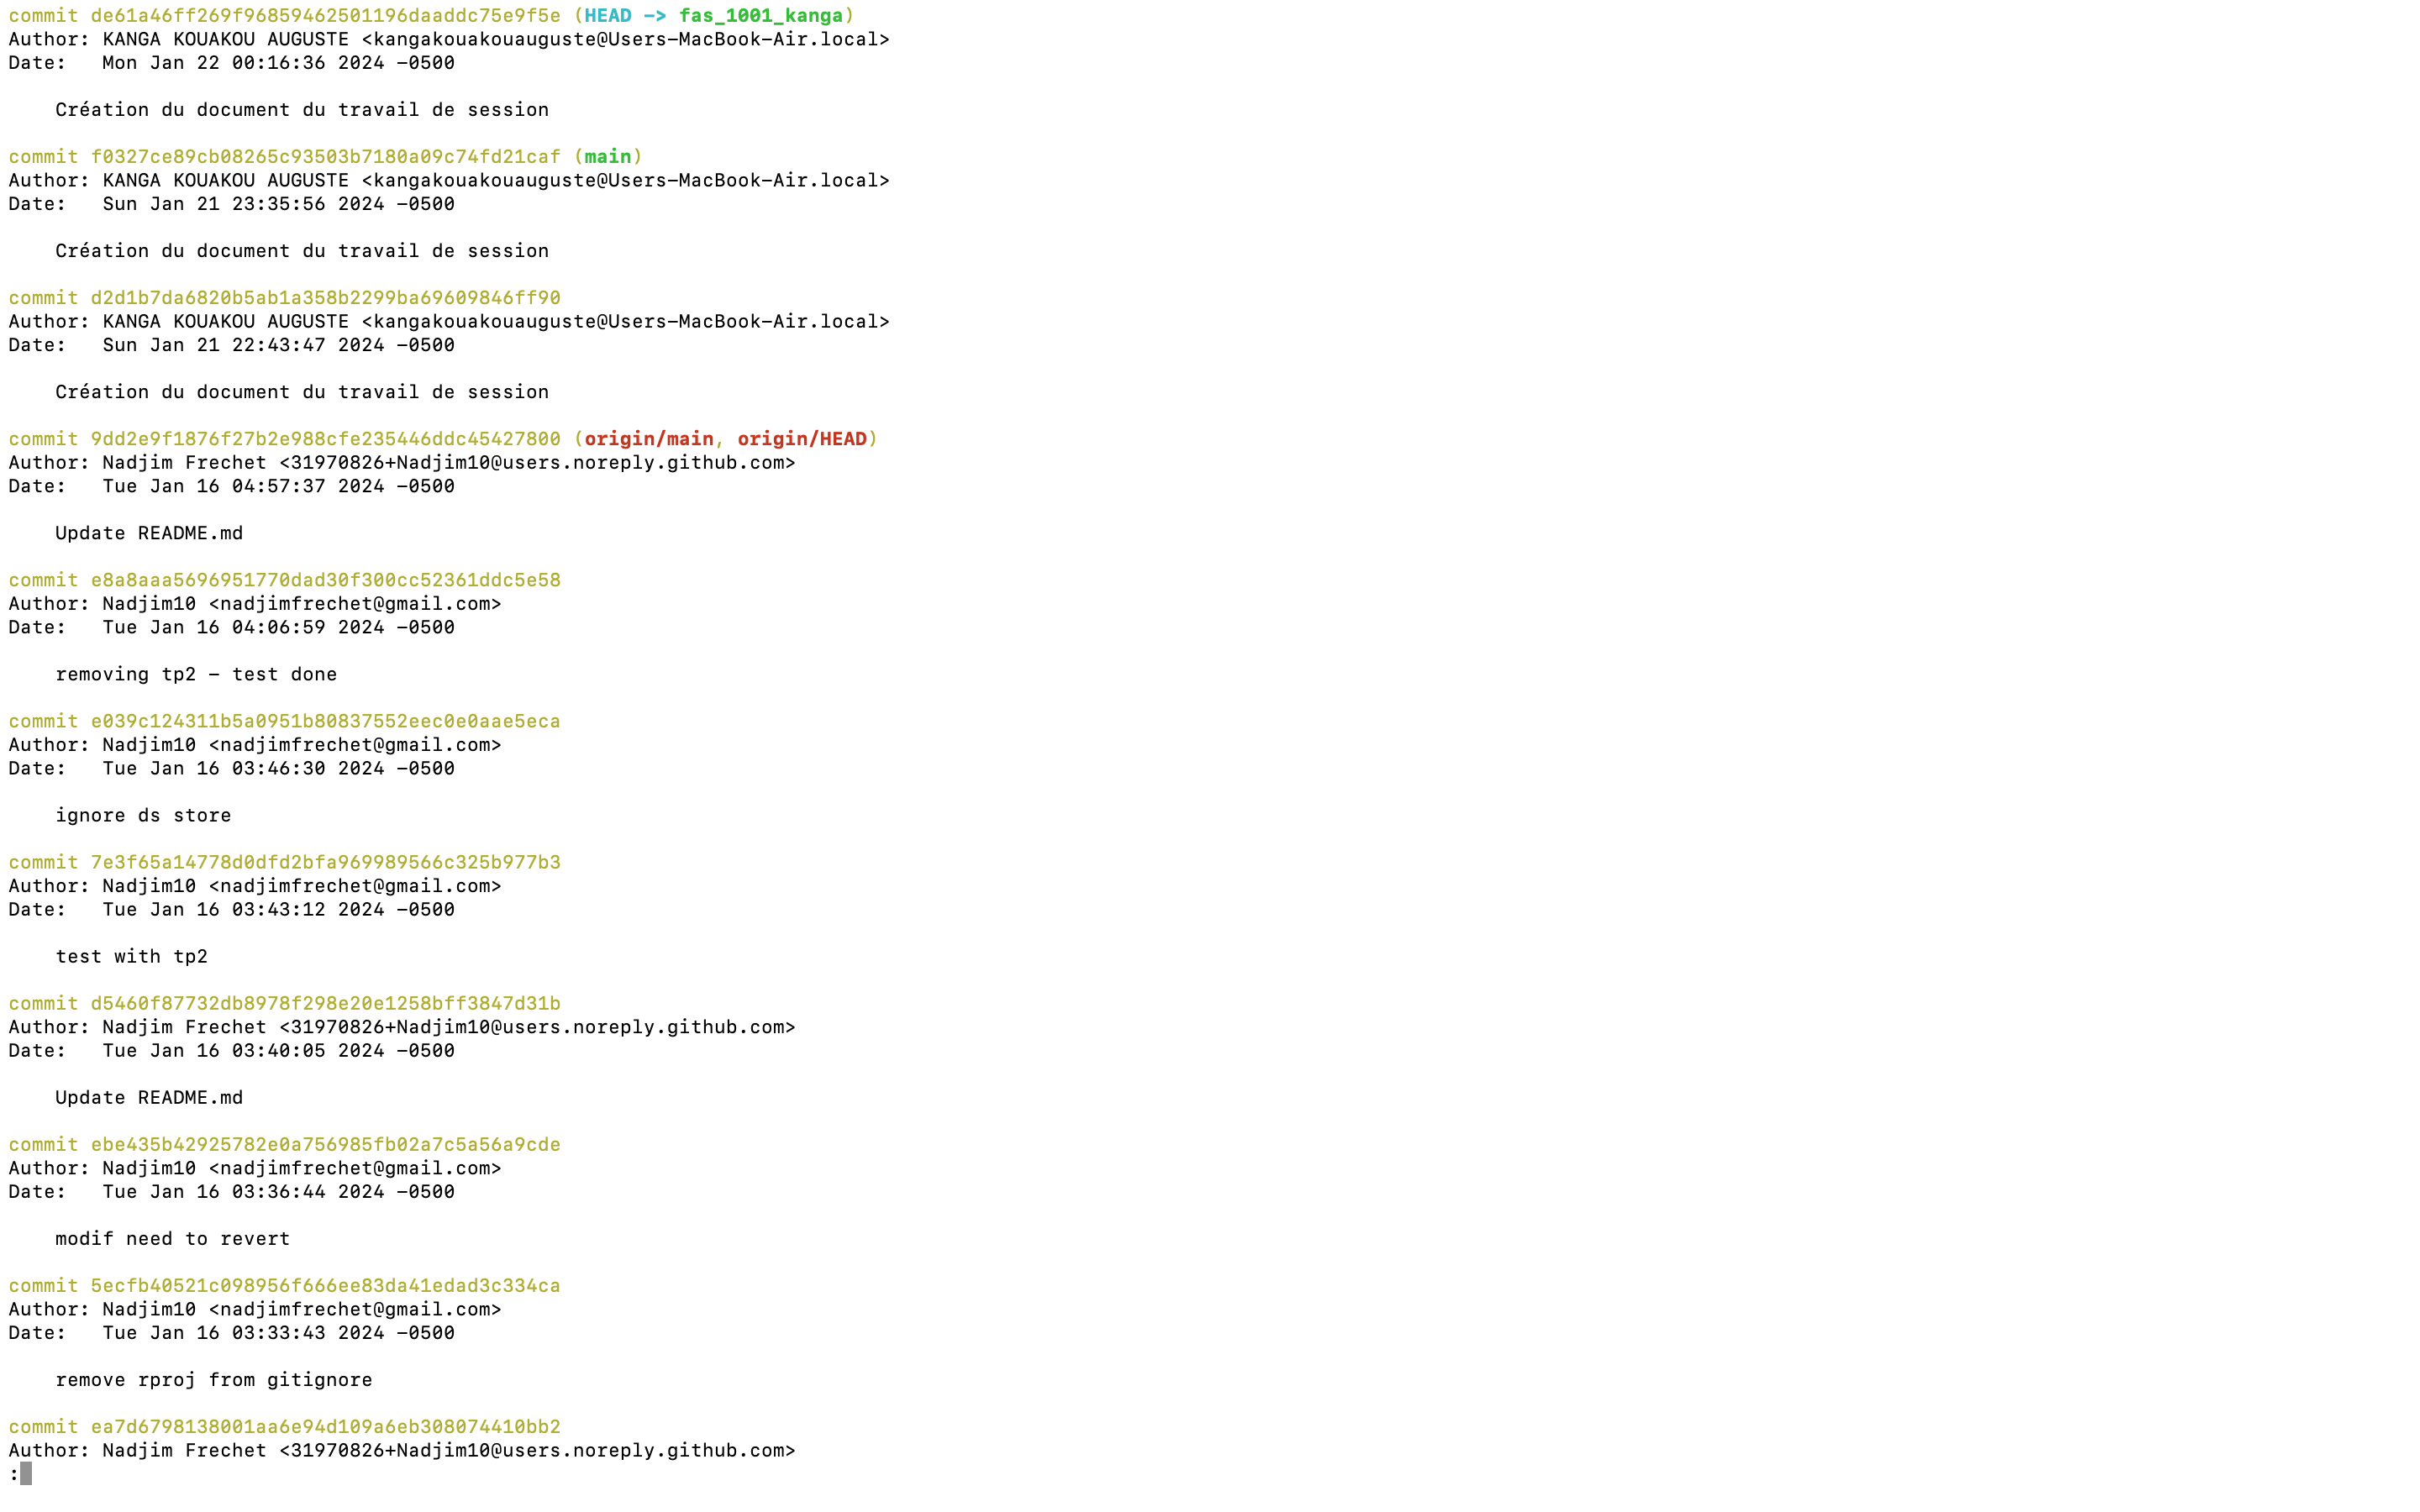 commit de61a46ff269f96859462501196daaddc75e9f5e (HEAD -> fas_1001_kanga)
Author: KANGA KOUAKOU AUGUSTE <kangakouakouauguste@Users-MacBook-Air.local>
Date:   Mon Jan 22 00:16:36 2024 -0500
    Création du document du travail de session
commit f0327ce89cb08265c93503b7180a09c74fd21caf (main)
Author: KANGA KOUAKOU AUGUSTE <kangakouakouauguste@Users-MacBook-Air.local>
Date:   Sun Jan 21 23:35:56 2024 -0500
    Création du document du travail de session
commit d2d1b7da6820b5ab1a358b2299ba69609846ff90
Author: KANGA KOUAKOU AUGUSTE <kangakouakouauguste@Users-MacBook-Air.local>
Date:   Sun Jan 21 22:43:47 2024 -0500
    Création du document du travail de session
commit 9dd2e9f1876f27b2e988cfe235446ddc45427800 (origin/main, origin/HEAD)
Author: Nadjim Frechet <31970826+Nadjim10@users.noreply.github.com>
Date:   Tue Jan 16 04:57:37 2024 -0500
    Update README.md
commit e8a8aaa5696951770dad30f300cc52361ddc5e58
Author: Nadjim10 <nadjimfrechet@gmail.com>
Date:   Tue Jan 16 04:06:59 2024 -0500
    removing tp2 - test done
commit e039c124311b5a0951b80837552eec0e0aae5eca
Author: Nadjim10 <nadjimfrechet@gmail.com>
Date:   Tue Jan 16 03:46:30 2024 -0500
    ignore ds store
commit 7e3f65a14778d0dfd2bfa969989566c325b977b3
Author: Nadjim10 <nadjimfrechet@gmail.com>
Date:   Tue Jan 16 03:43:12 2024 -0500
    test with tp2
commit d5460f87732db8978f298e20e1258bff3847d31b
Author: Nadjim Frechet <31970826+Nadjim10@users.noreply.github.com>
Date:   Tue Jan 16 03:40:05 2024 -0500
    Update README.md
commit ebe435b42925782e0a756985fb02a7c5a56a9cde
Author: Nadjim10 <nadjimfrechet@gmail.com>
Date:   Tue Jan 16 03:36:44 2024 -0500
    modif need to revert
commit 5ecfb40521c098956f666ee83da41edad3c334ca
Author: Nadjim10 <nadjimfrechet@gmail.com>
Date:   Tue Jan 16 03:33:43 2024 -0500
    remove rproj from gitignore
commit ea7d6798138001aa6e94d109a6eb308074410bb2
Author: Nadjim Frechet <31970826+Nadjim10@users.noreply.github.com>
: